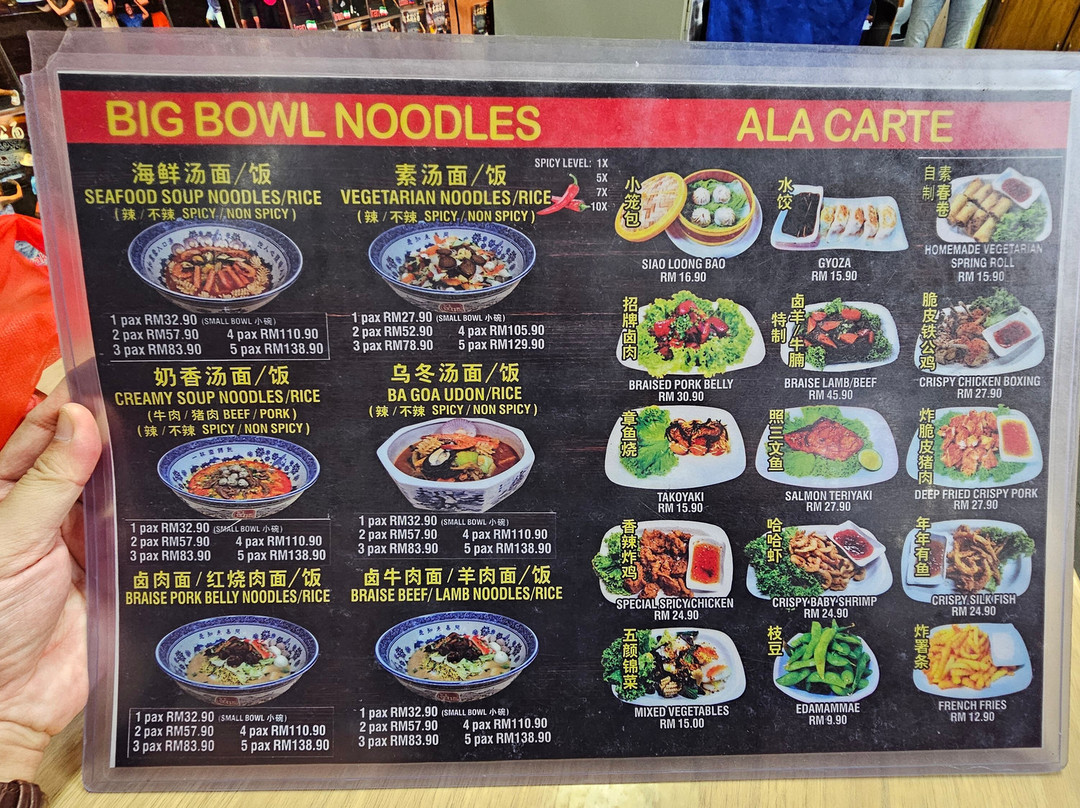 BIG BOWL NOODLES
ALA CARTE
海鲜汤面/饭
SEAFOOD SOUP NOODLES/RICE
(辣/不辣 SPICY/NON SPICY)
1 pax RM32.90 (SMALL BOWL 小碗)
2 pax RM57.90 4 pax RM110.90
3 pax RM83.90 5 pax RM138.90
素汤面/饭
VEGETARIAN NOODLES/RICE
(辣/不辣 SPICY/NON SPICY)
SPICY LEVEL: 1X
5X
7X
10X
1 pax RM27.90 (SMALL BOWL 小碗)
2 pax RM52.90 4 pax RM105.90
3 pax RM78.90 5 pax RM129.90
奶香汤面/饭
CREAMY SOUP NOODLES/RICE
(牛肉/猪肉 BEEF/PORK)
(辣/不辣 SPICY/NON SPICY)
1 pax RM32.90 (SMALL BOWL 小碗)
2 pax RM57.90 4 pax RM110.90
3 pax RM83.90 5 pax RM138.90
乌冬汤面/饭
BA GOA UDON/RICE
(辣/不辣 SPICY/NON SPICY)
1 pax RM32.90 (SMALL BOWL 小碗)
2 pax RM57.90 4 pax RM110.90
3 pax RM83.90 5 pax RM138.90
卤肉面/红烧肉面/饭
BRAISE PORK BELLY NOODLES/RICE
1 pax RM32.90 (SMALL BOWL 小碗)
2 pax RM57.90 4 pax RM110.90
3 pax RM83.90 5 pax RM138.90
卤牛肉面/羊肉面/饭
BRAISE BEEF/ LAMB NOODLES/RICE
1 pax RM32.90 (SMALL BOWL 小碗)
2 pax RM57.90 4 pax RM110.90
3 pax RM83.90 5 pax RM138.90
小笼包
SIAO LOONG BAO
RM 16.90
水饺
GYOZA
RM 15.90
自制
素春卷
HOMEMADE VEGETARIAN
SPRING ROLL
RM 15.90
招牌卤肉
BRAISED PORK BELLY
RM 30.90
特制
卤羊/牛腩
BRAISE LAMB/BEEF
RM 45.90
脆皮铁公鸡
CRISPY CHICKEN BOXING
RM 27.90
章鱼烧
TAKOYAKI
RM 15.90
照三文鱼
SALMON TERIYAKI
RM 27.90
炸脆皮猪肉
DEEP FRIED CRISPY PORK
RM 27.90
香辣炸鸡
SPECIAL SPICY CHICKEN
RM 24.90
哈哈虾
CRISPY BABY SHRIMP
RM 24.90
年年有鱼
CRISPY SILK FISH
RM 24.90
五颜锦菜
MIXED VEGETABLES
RM 15.00
枝豆
EDAMAMMAE
RM 9.90
炸署条
FRENCH FRIES
RM 12.90